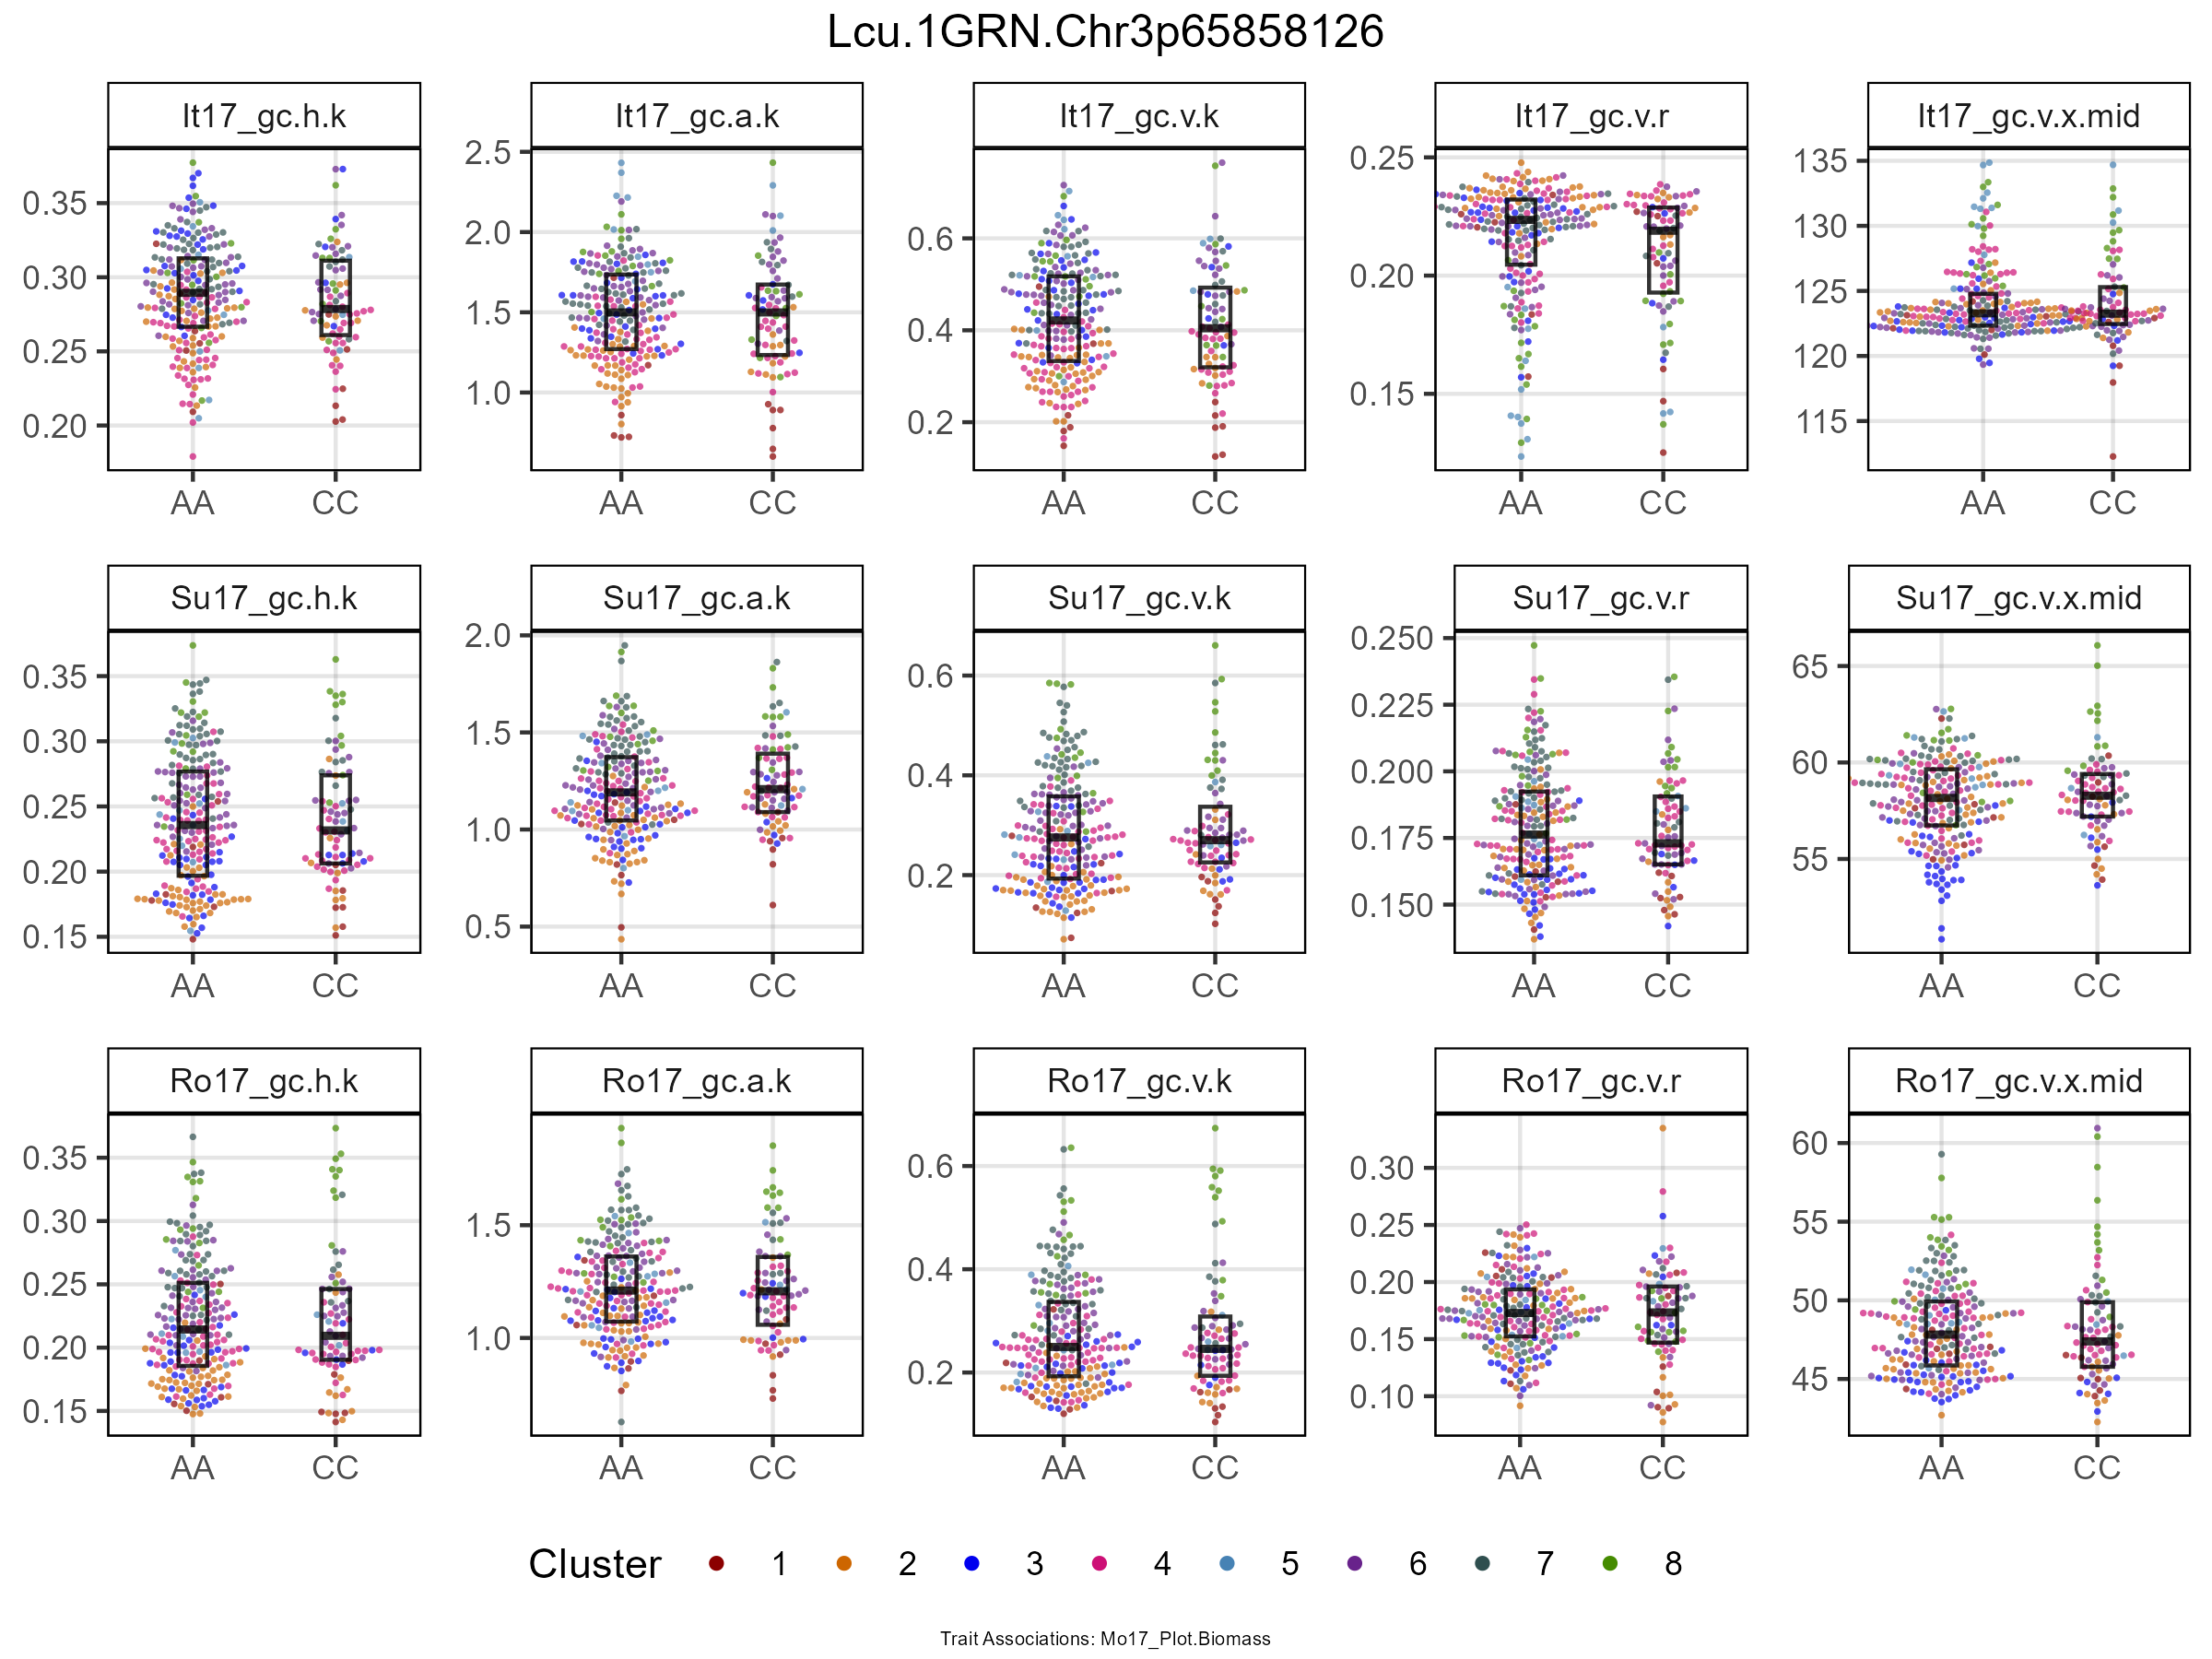 Lcu.1GRN.Chr3p65858126
It17_gc.h.k It17_gc.a.k It17_gc.v.k It17_gc.v.r It17_gc.v.x.mid
0.35 0.30 0.25 0.20
2.5 2.0 1.5 1.0
0.6 0.4 0.2
0.25 0.20 0.15
135 130 125 120 115
AA CC AA CC AA CC AA CC AA CC
Su17_gc.h.k Su17_gc.a.k Su17_gc.v.k Su17_gc.v.r Su17_gc.v.x.mid
0.35 0.30 0.25 0.20 0.15
2.0 1.5 1.0 0.5
0.6 0.4 0.2
0.250 0.225 0.200 0.175 0.150
65 60 55
AA CC AA CC AA CC AA CC AA CC
Ro17_gc.h.k Ro17_gc.a.k Ro17_gc.v.k Ro17_gc.v.r Ro17_gc.v.x.mid
0.35 0.30 0.25 0.20 0.15
1.5 1.0
0.6 0.4 0.2
0.30 0.25 0.20 0.15 0.10
60 55 50 45
AA CC AA CC AA CC AA CC AA CC
Cluster 1 2 3 4 5 6 7 8
Trait Associations: Mo17_Plot.Biomass